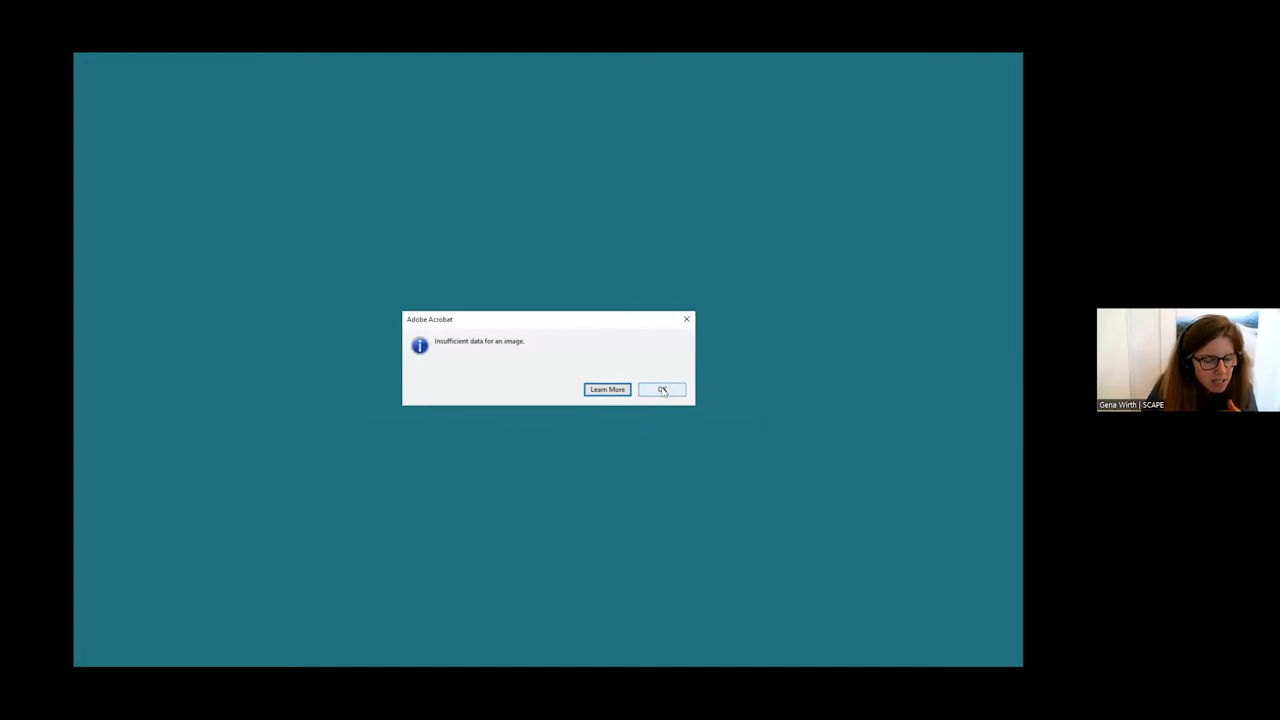 Adobe Acrobat
Insufficient data for an image.
Learn More
OK
Gena Wirth | SCAPE